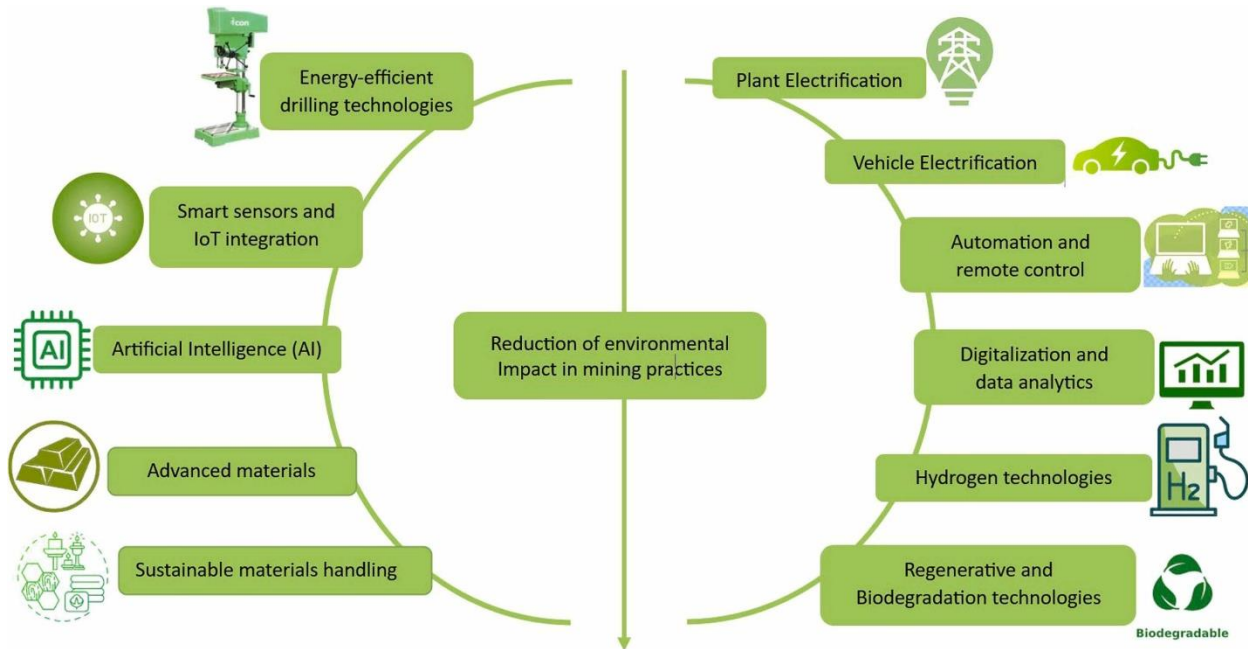 icon
Energy-efficient
drilling technologies
IOT
Smart sensors and
IoT integration
AI
Artificial Intelligence (AI)
Advanced materials
Sustainable materials handling
Reduction of environmental
Impact in mining practices
Plant Electrification
Vehicle Electrification
Automation and
remote control
Digitalization and
data analytics
Hydrogen technologies
H2
Regenerative and
Biodegradation technologies
Biodegradable